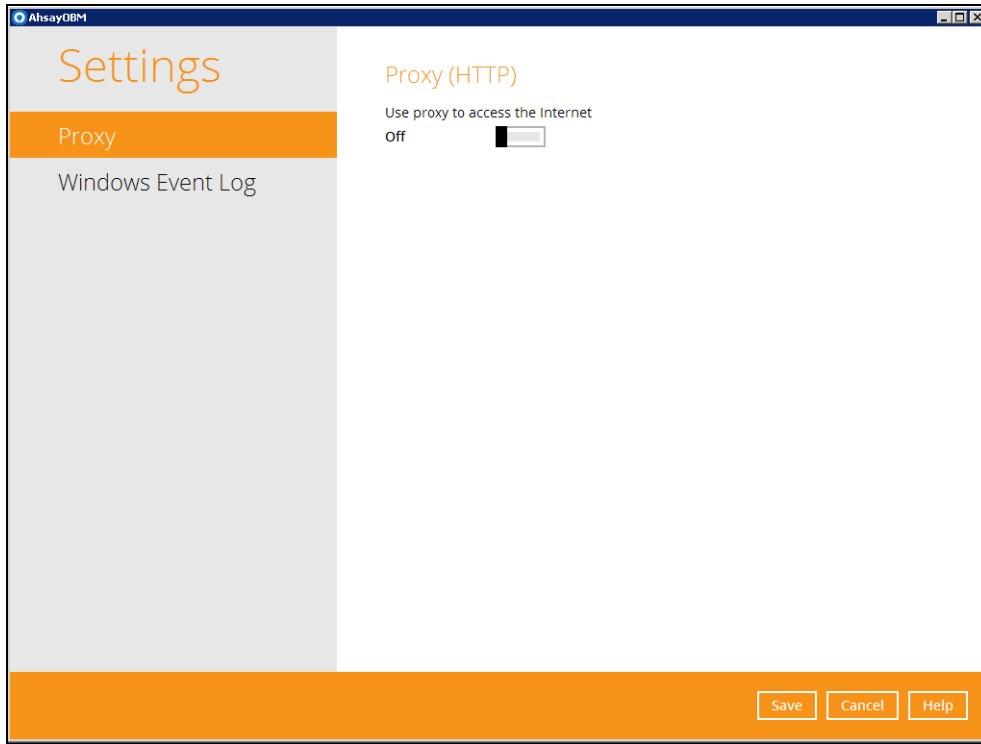 AhsayOBM
Settings
Proxy
Windows Event Log
Proxy (HTTP)
Use proxy to access the Internet
Off
Save
Cancel
Help